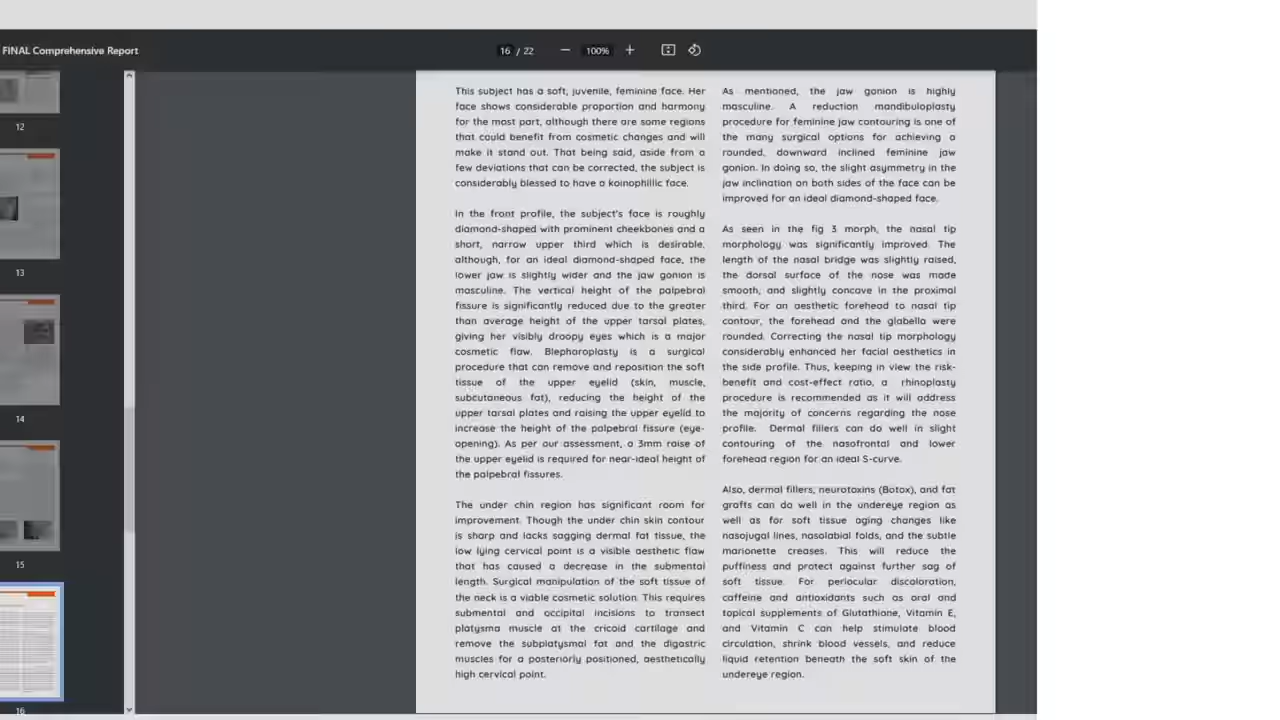 FINAL Comprehensive Report
16 / 22
100%
12
13
14
15
16
This subject has a soft, juvenile, feminine face. Her
face shows considerable proportion and harmony
for the most part, although there are some regions
that could benefit from cosmetic changes and will
make it stand out. That being said, aside from a
few deviations that can be corrected, the subject is
considerably blessed to have a koinophillic face.
In the front profile, the subject's face is roughly
diamond-shaped with prominent cheekbones and a
short, narrow upper third which is desirable,
although, for an ideal diamond-shaped face, the
lower jaw is slightly wider and the jaw gonion is
masculine. The vertical height of the palpebral
fissure is significantly reduced due to the greater
than average height of the upper tarsal plates,
giving her visibly droopy eyes which is a major
cosmetic flaw. Blepharoplasty is a surgical
procedure that can remove and reposition the soft
tissue of the upper eyelid (skin, muscle,
subcutaneous fat), reducing the height of the
upper tarsal plates and raising the upper eyelid to
increase the height of the palpebral fissure (eye-
opening). As per our assessment, a 3mm raise of
the upper eyelid is required for near-ideal height of
the palpebral fissures.
The under chin region has significant room for
improvement. Though the under chin skin contour
is sharp and lacks sagging dermal fat tissue, the
low lying cervical point is a visible aesthetic flaw
that has caused a decrease in the submental
length. Surgical manipulation of the soft tissue of
the neck is a viable cosmetic solution. This requires
submental and occipital incisions to transect
platysma muscle at the cricoid cartilage and
remove the subplatysmal fat and the digastric
muscles for a posteriorly positioned, aesthetically
high cervical point.
As mentioned, the jaw gonion is highly
masculine. A reduction mandibuloplasty
procedure for feminine jaw contouring is one of
the many surgical options for achieving a
rounded, downward inclined feminine jaw
gonion. In doing so, the slight asymmetry in the
jaw inclination on both sides of the face can be
improved for an ideal diamond-shaped face.
As seen in the fig 3 morph, the nasal tip
morphology was significantly improved. The
length of the nasal bridge was slightly raised,
the dorsal surface of the nose was made
smooth, and slightly concave in the proximal
third. For an aesthetic forehead to nasal tip
contour, the forehead and the glabella were
rounded. Correcting the nasal tip morphology
considerably enhanced her facial aesthetics in
the side profile. Thus, keeping in view the risk-
benefit and cost-effect ratio, a rhinoplasty
procedure is recommended as it will address
the majority of concerns regarding the nose
profile. Dermal fillers can do well in slight
contouring of the nasofrontal and lower
forehead region for an ideal S-curve.
Also, dermal fillers, neurotoxins (Botox), and fat
grafts can do well in the undereye region as
well as for soft tissue aging changes like
nasojugal lines, nasolabial folds, and the subtle
marionette creases. This will reduce the
puffiness and protect against further sag of
soft tissue. For periocular discoloration,
caffeine and antioxidants such as oral and
topical supplements of Glutathione, Vitamin E,
and Vitamin C can help stimulate blood
circulation, shrink blood vessels, and reduce
liquid retention beneath the soft skin of the
undereye region.